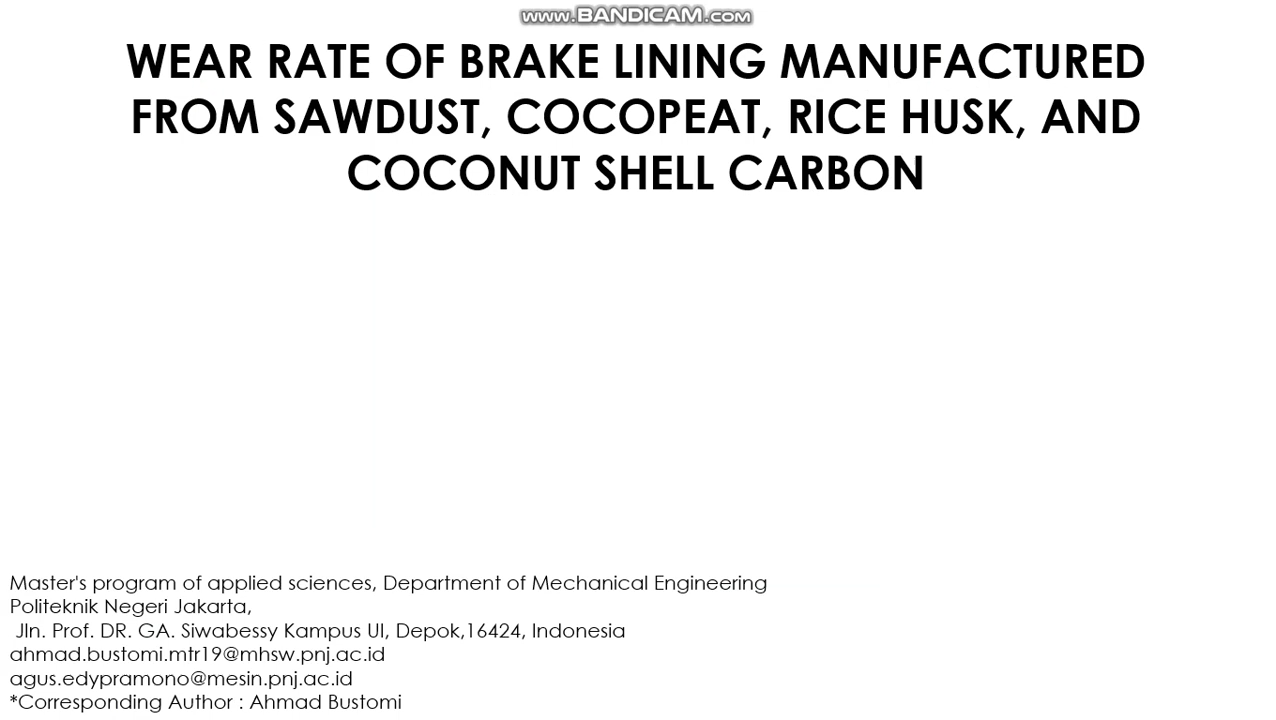 www.BANDICAM.com
WEAR RATE OF BRAKE LINING MANUFACTURED
FROM SAWDUST, COCOPEAT, RICE HUSK, AND
COCONUT SHELL CARBON
Master's program of applied sciences, Department of Mechanical Engineering
Politeknik Negeri Jakarta,
Jln. Prof. DR. GA. Siwabessy Kampus UI, Depok,16424, Indonesia
ahmad.bustomi.mtr19@mhsw.pnj.ac.id
agus.edypramono@mesin.pnj.ac.id
*Corresponding Author : Ahmad Bustomi